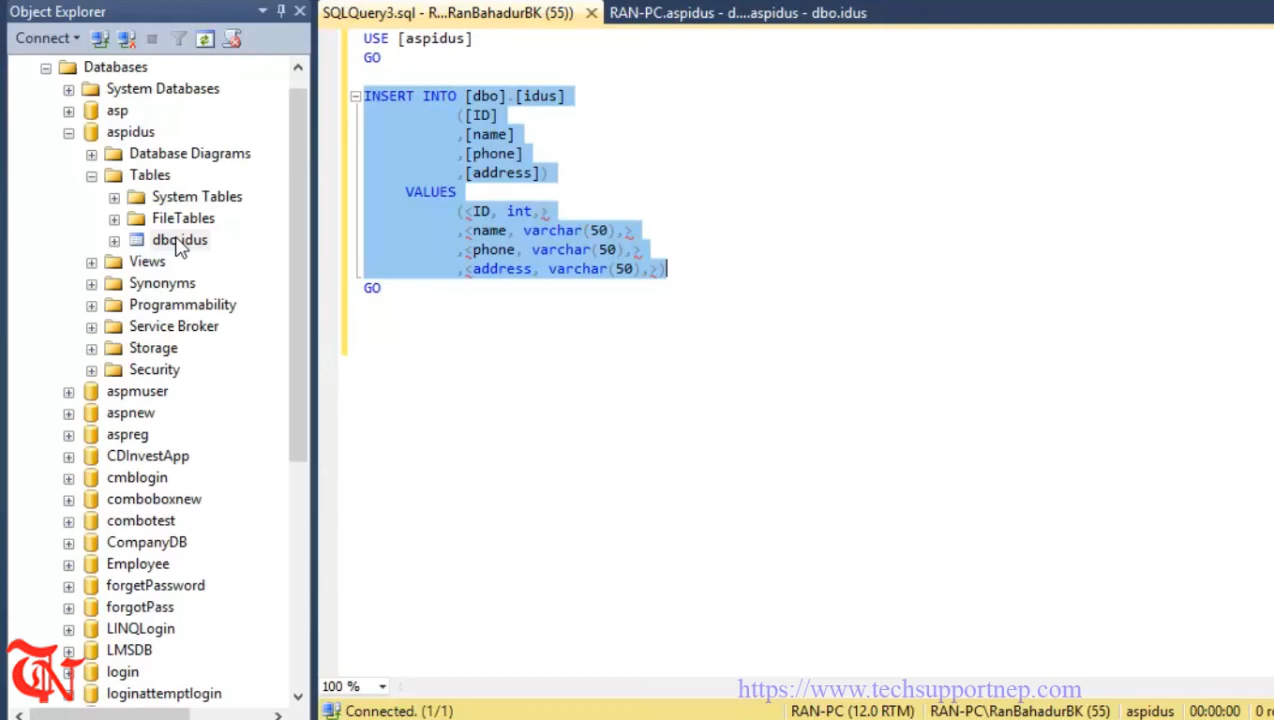 Object Explorer
Connect
Databases
System Databases
asp
aspidus
Database Diagrams
Tables
System Tables
FileTables
dbo.idus
Views
Synonyms
Programmability
Service Broker
Storage
Security
aspmuser
aspnew
aspreg
CDInvestApp
cmblogin
comboboxnew
combotest
CompanyDB
Employee
forgetPassword
forgotPass
LINQLogin
LMSDB
login
loginattemptlogin
TN
SQLQuery3.sql - R...RanBahadurBK (55))
RAN-PC.aspidus - d....aspidus - dbo.idus
USE [aspidus]
GO
INSERT INTO [dbo].[idus]
([ID]
,[name]
,[phone]
,[address])
VALUES
(<ID, int,>
,<name, varchar(50),>
,<phone, varchar(50),>
,<address, varchar(50),>)
GO
100 %
https://www.techsupportnep.com
Connected. (1/1)
RAN-PC (12.0 RTM)
RAN-PC\RanBahadurBK (55)
aspidus
00:00:00